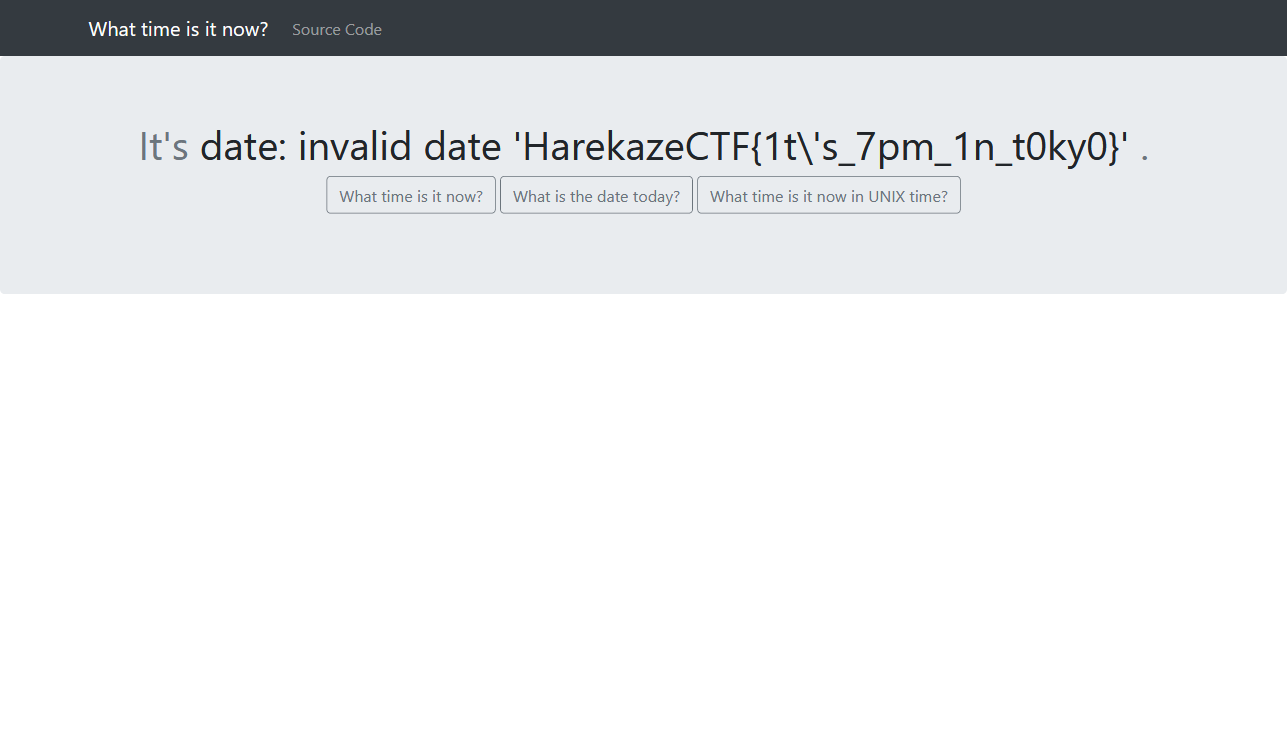 What time is it now? Source Code
It's date: invalid date 'HarekazeCTF{1t\'s_7pm_1n_t0ky0}' .
What time is it now? What is the date today? What time is it now in UNIX time?